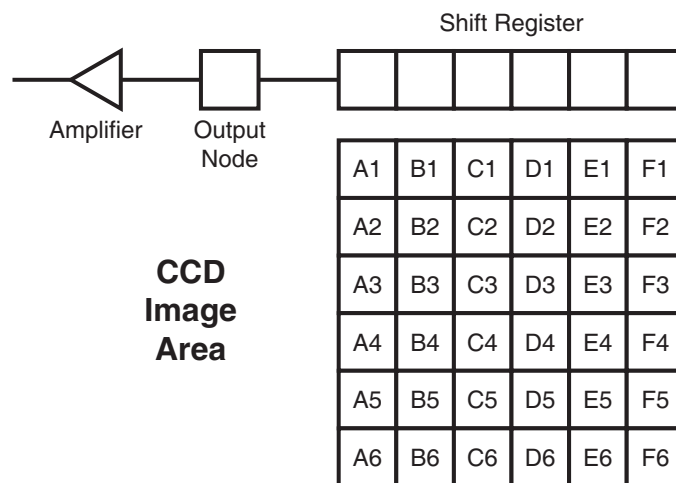 Shift Register
Amplifier
Output
Node
A1 B1 C1 D1 E1 F1
A2 B2 C2 D2 E2 F2
A3 B3 C3 D3 E3 F3
A4 B4 C4 D4 E4 F4
A5 B5 C5 D5 E5 F5
A6 B6 C6 D6 E6 F6
CCD
Image
Area